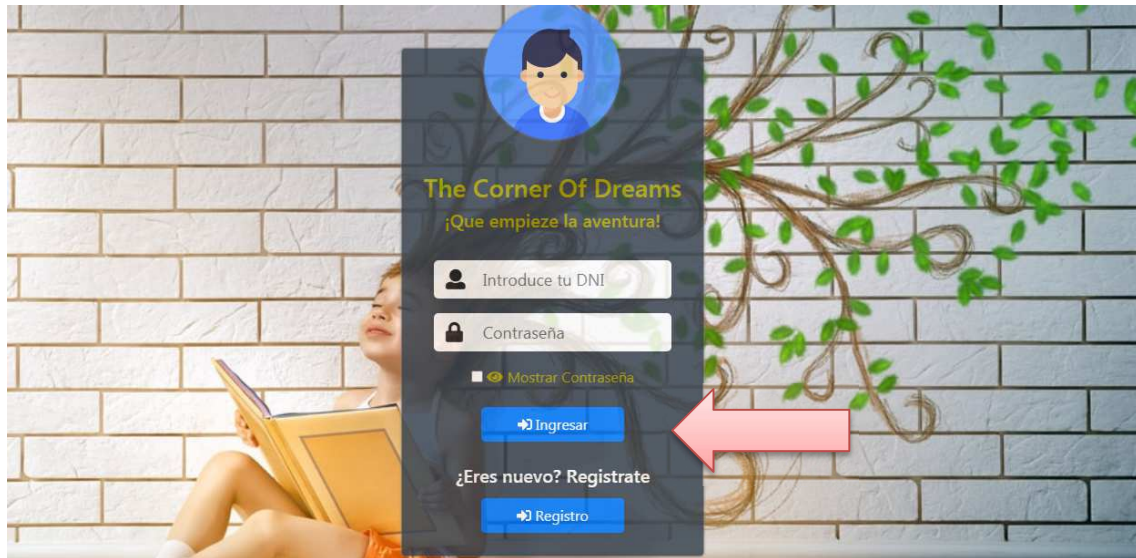 The Corner Of Dreams
¡Que empieze la aventura!
Introduce tu DNI
Contraseña
Mostrar Contraseña
Ingresar
¿Eres nuevo? Registrate
Registro